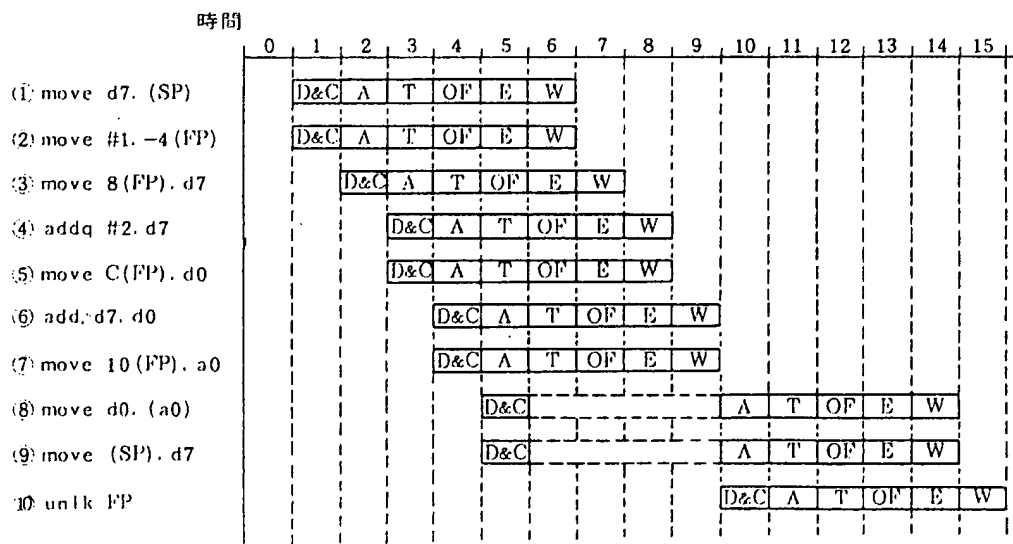 時間
0 1 2 3 4 5 6 7 8 9 10 11 12 13 14 15
(1) move d7. (SP) D&C A T OF E W
(2) move #1. -4(FP) D&C A T OF E W
(3) move 8(FP). d7 D&C A T OF E W
(4) addq #2. d7 D&C A T OF E W
(5) move C(FP). d0 D&C A T OF E W
(6) add. d7. d0 D&C A T OF E W
(7) move 10(FP). a0 D&C A T OF E W
(8) move d0. (a0) D&C A T OF E W
(9) move (SP). d7 D&C A T OF E W
10 unlk FP D&C A T OF E W